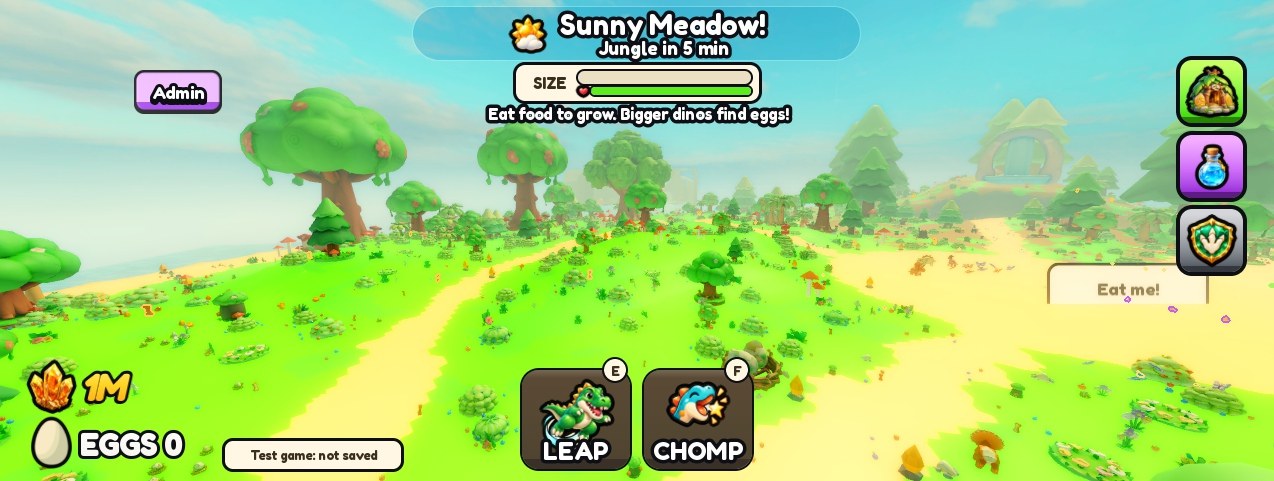 Sunny Meadow!
Jungle in 5 min
SIZE
Eat food to grow. Bigger dinos find eggs!
Admin
Eat me!
1M
EGGS 0
Test game: not saved
E
LEAP
F
CHOMP